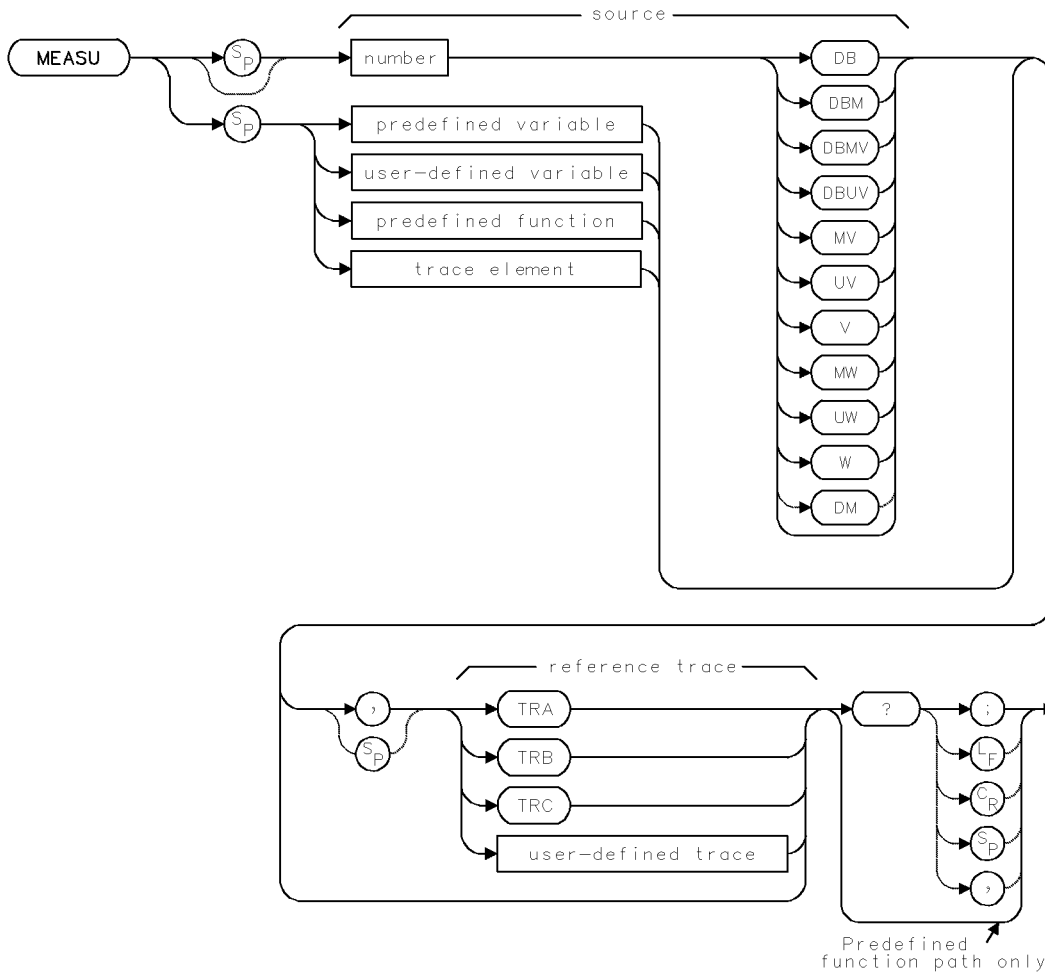 source
MEASU
SP
number
DB
DBM
SP
predefined variable
DBMV
user-defined variable
DBUV
predefined function
MV
trace element
UV
V
MW
UW
W
DM
reference trace
,
TRA
?
;
SP
TRB
LF
TRC
CR
user-defined trace
SP
,
Predefined
function path only